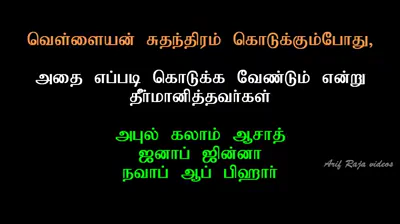 வெள்ளையன் சுதந்திரம் கொடுக்கும்போது,
அதை எப்படி கொடுக்க வேண்டும் என்று
தீர்மானித்தவர்கள்
அபுல் கலாம் ஆசாத்
ஜனாப் ஜின்னா
நவாப் ஆப் பிஹார்
Arif Raja videos